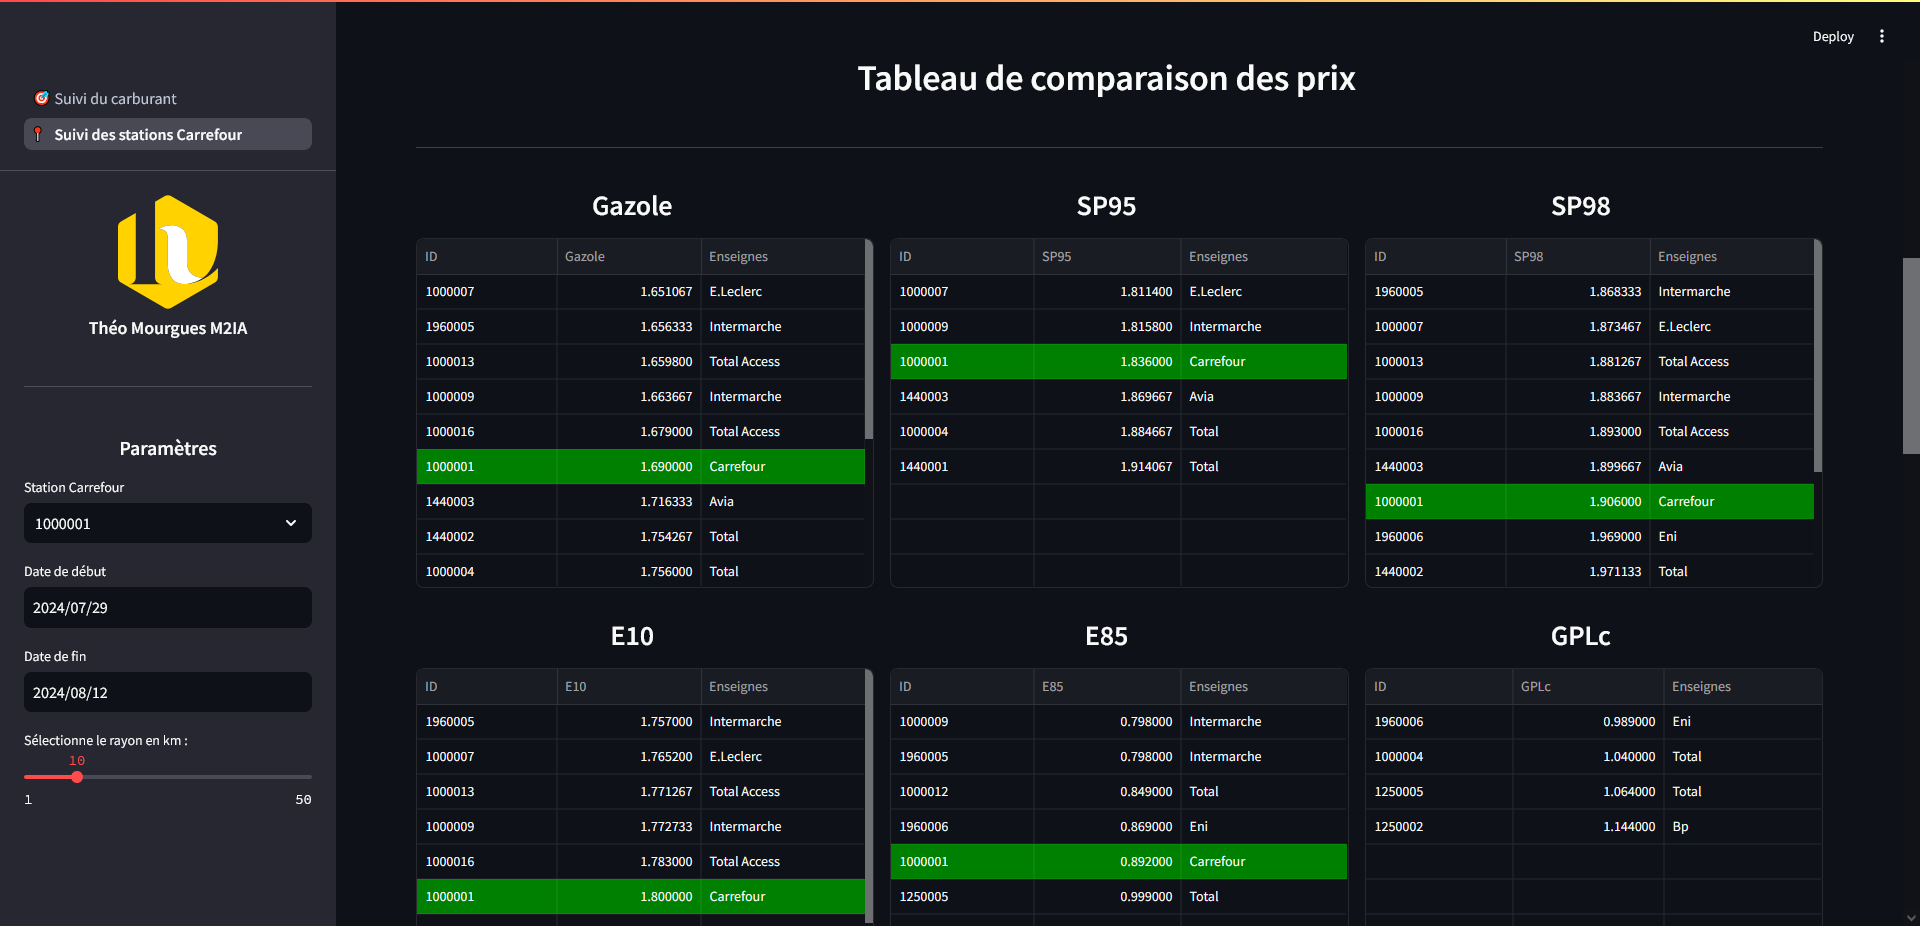 Deploy
Suivi du carburant
Suivi des stations Carrefour
Théo Mourgues M2IA
Paramètres
Station Carrefour
1000001
Date de début
2024/07/29
Date de fin
2024/08/12
Sélectionne le rayon en km :
10
1 50
Tableau de comparaison des prix
Gazole
ID Gazole Enseignes
1000007 1.651067 E.Leclerc
1960005 1.656333 Intermarche
1000013 1.659800 Total Access
1000009 1.663667 Intermarche
1000016 1.679000 Total Access
1000001 1.690000 Carrefour
1440003 1.716333 Avia
1440002 1.754267 Total
1000004 1.756000 Total
SP95
ID SP95 Enseignes
1000007 1.811400 E.Leclerc
1000009 1.815800 Intermarche
1000001 1.836000 Carrefour
1440003 1.869667 Avia
1000004 1.884667 Total
1440001 1.914067 Total
SP98
ID SP98 Enseignes
1960005 1.868333 Intermarche
1000007 1.873467 E.Leclerc
1000013 1.881267 Total Access
1000009 1.883667 Intermarche
1000016 1.893000 Total Access
1440003 1.899667 Avia
1000001 1.906000 Carrefour
1960006 1.969000 Eni
1440002 1.971133 Total
E10
ID E10 Enseignes
1960005 1.757000 Intermarche
1000007 1.765200 E.Leclerc
1000013 1.771267 Total Access
1000009 1.772733 Intermarche
1000016 1.783000 Total Access
1000001 1.800000 Carrefour
E85
ID E85 Enseignes
1000009 0.798000 Intermarche
1960005 0.798000 Intermarche
1000012 0.849000 Total
1960006 0.869000 Eni
1000001 0.892000 Carrefour
1250005 0.999000 Total
GPLc
ID GPLc Enseignes
1960006 0.989000 Eni
1000004 1.040000 Total
1250005 1.064000 Total
1250002 1.144000 Bp